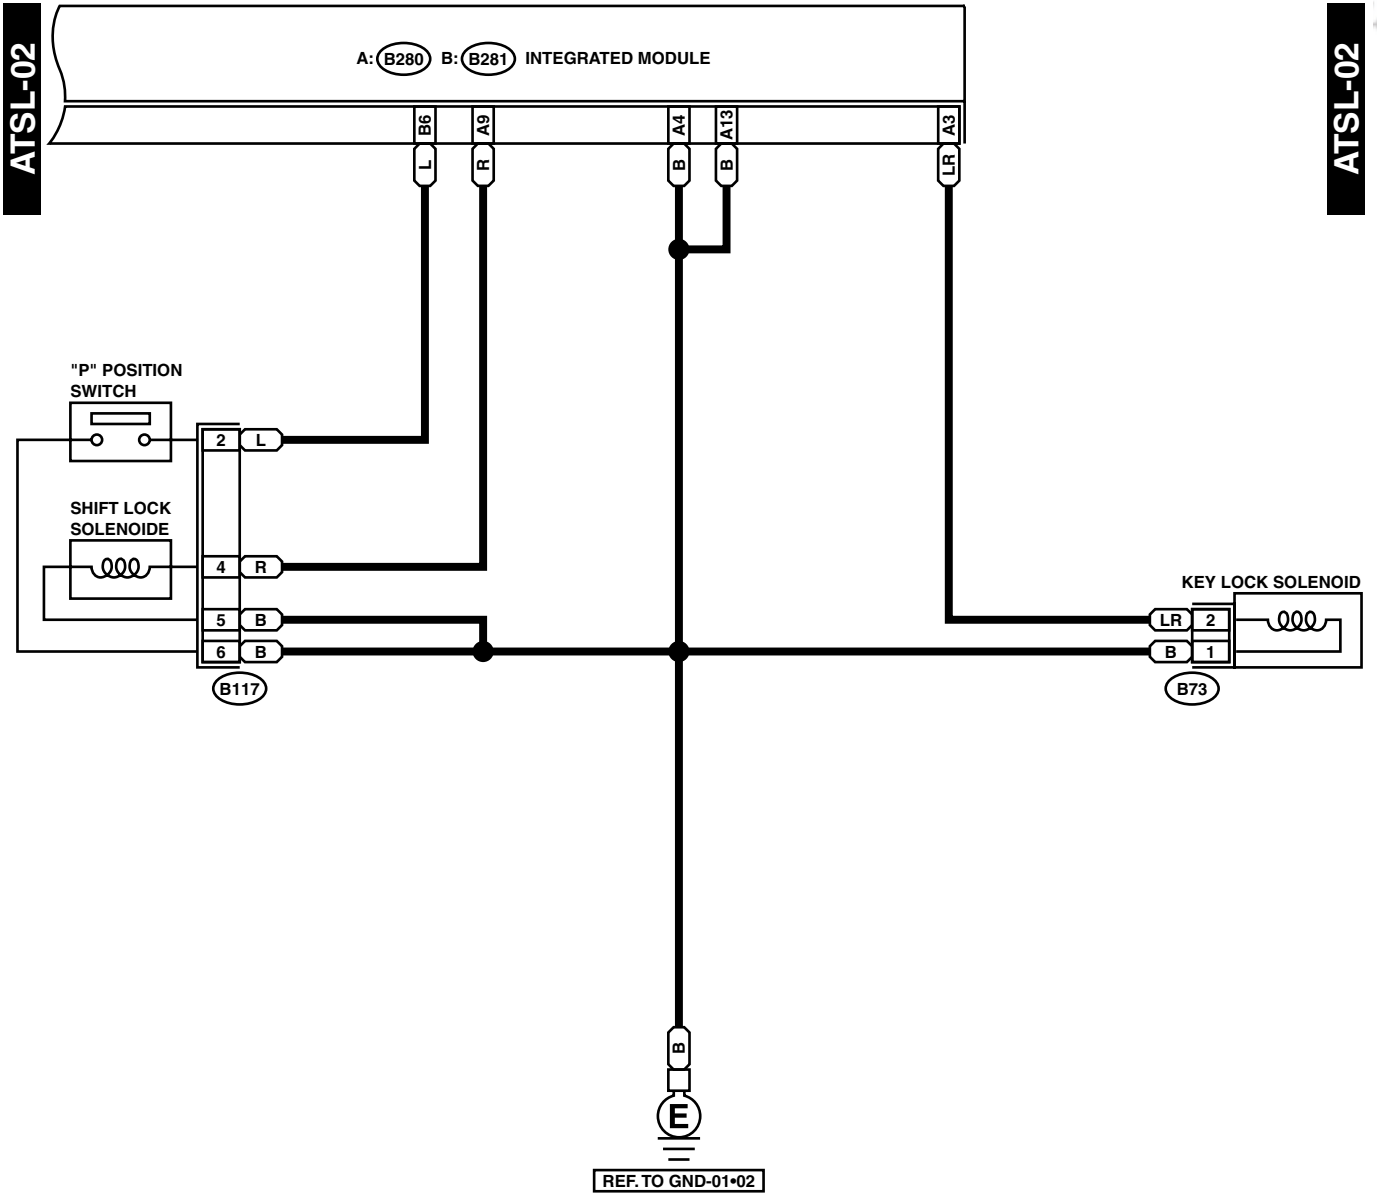 ATSL-02
ATSL-02
A: B280 B: B281 INTEGRATED MODULE
B6 A9 A4 A13 A3
L R B B LR
"P" POSITION
SWITCH
2 L
SHIFT LOCK
SOLENOIDE
4 R
KEY LOCK SOLENOID
5 B
LR 2
6 B
B 1
B117
B73
B
E
REF. TO GND-01•02